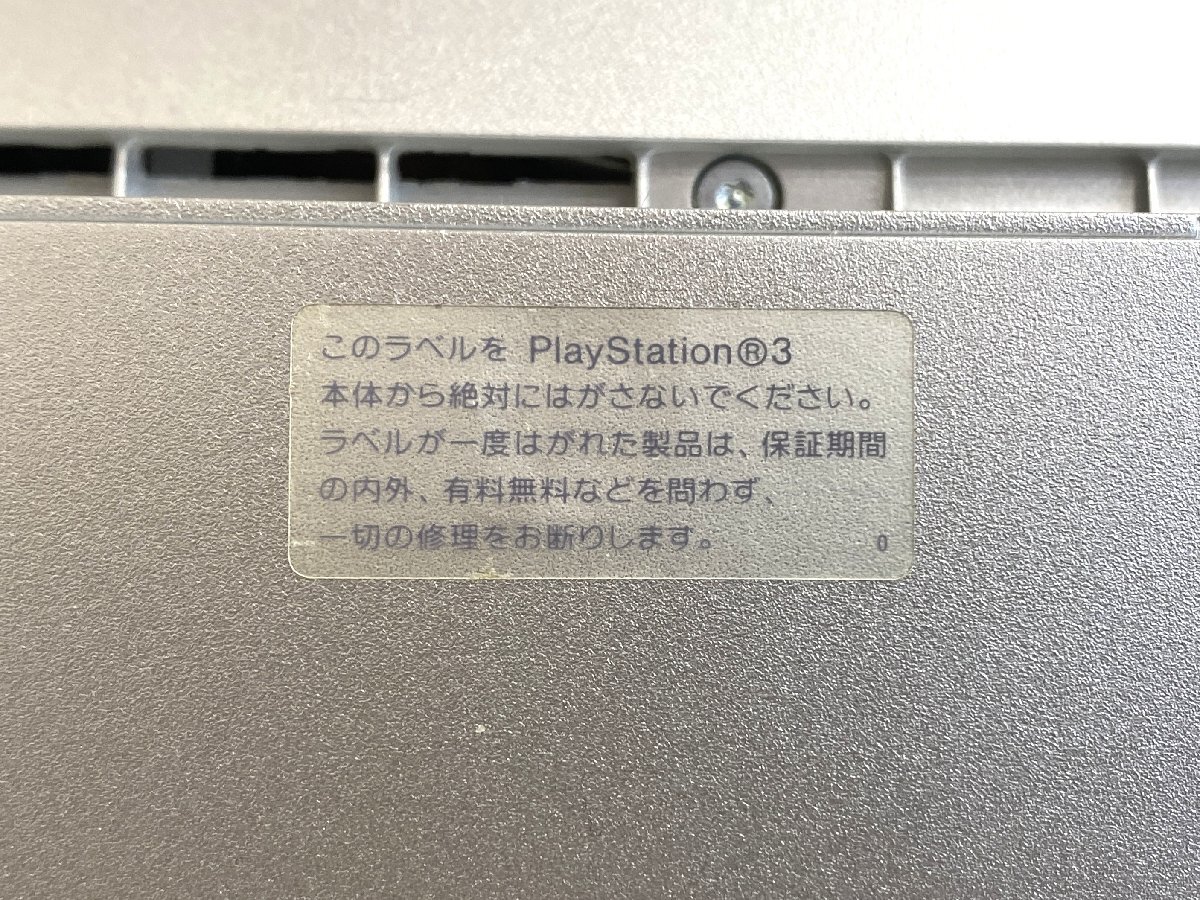 このラベルを PlayStation®3
本体から絶対にはがさないでください。
ラベルが一度はがれた製品は、保証期間
の内外、有料無料などを問わず、
一切の修理をお断りします。 0